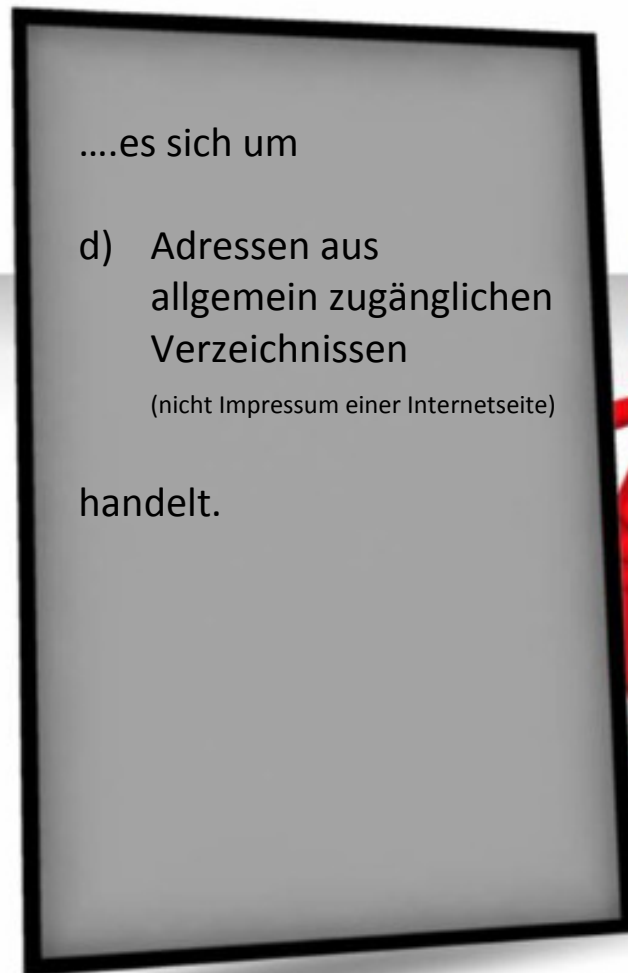 ....es sich um
d) Adressen aus
allgemein zugänglichen
Verzeichnissen
(nicht Impressum einer Internetseite)
handelt.